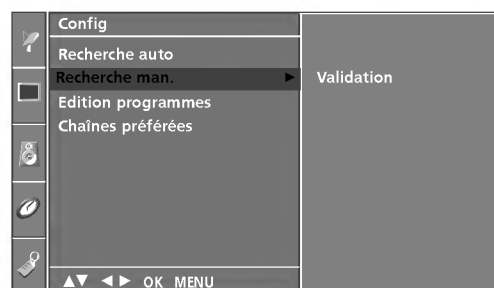 Config
Recherche auto
Recherche man. ▶ Validation
Edition programmes
Chaînes préférées
▲▼ ◀▶ OK MENU